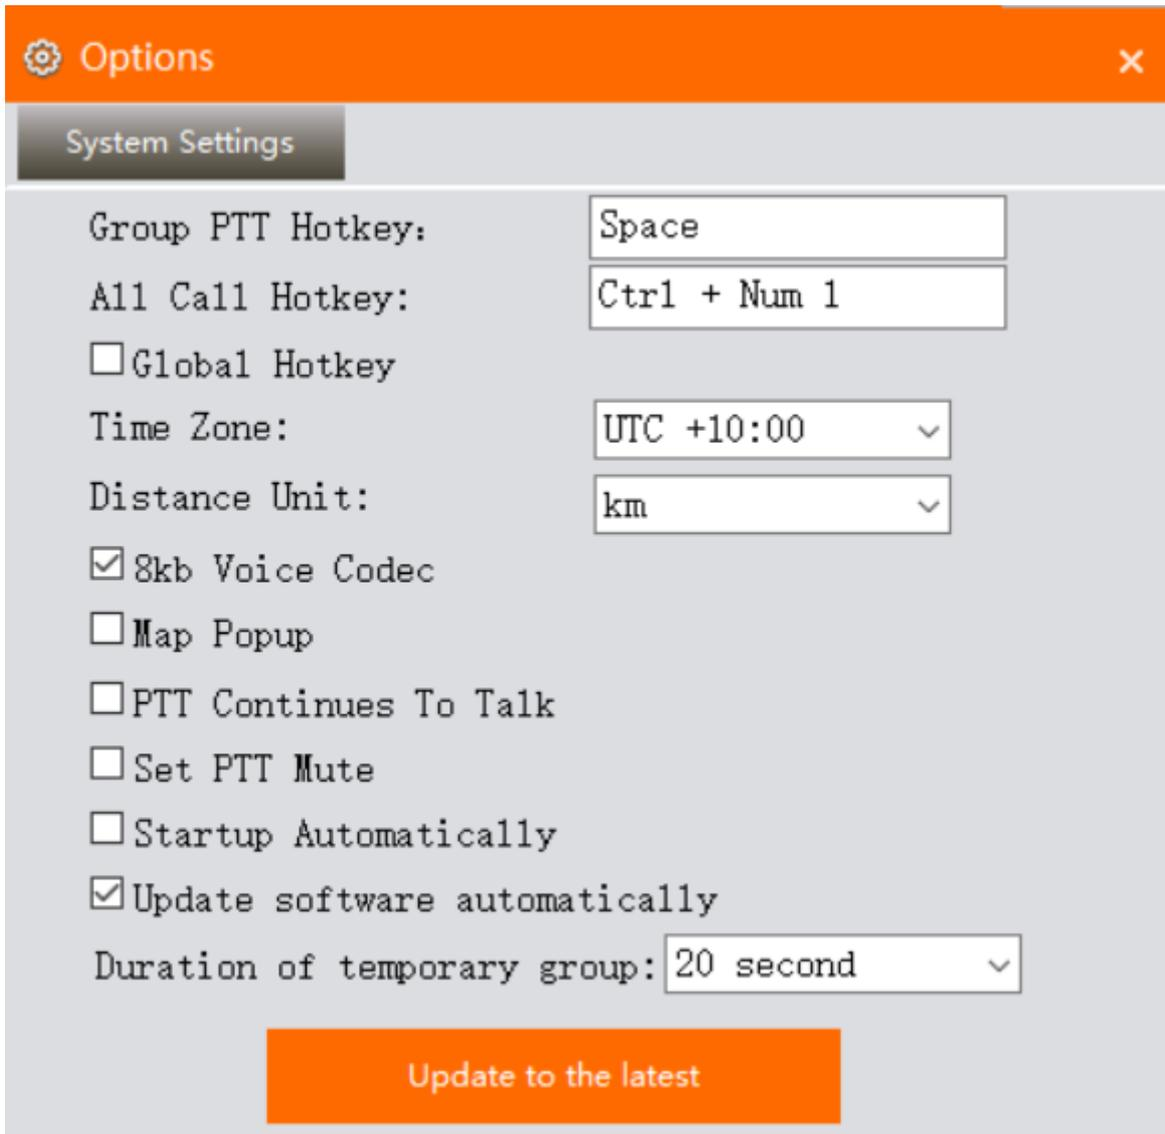 Options
System Settings
Group PTT Hotkey: Space
All Call Hotkey: Ctrl + Num 1
Global Hotkey
Time Zone: UTC +10:00
Distance Unit: km
8kb Voice Codec
Map Popup
PTT Continues To Talk
Set PTT Mute
Startup Automatically
Update software automatically
Duration of temporary group: 20 second
Update to the latest